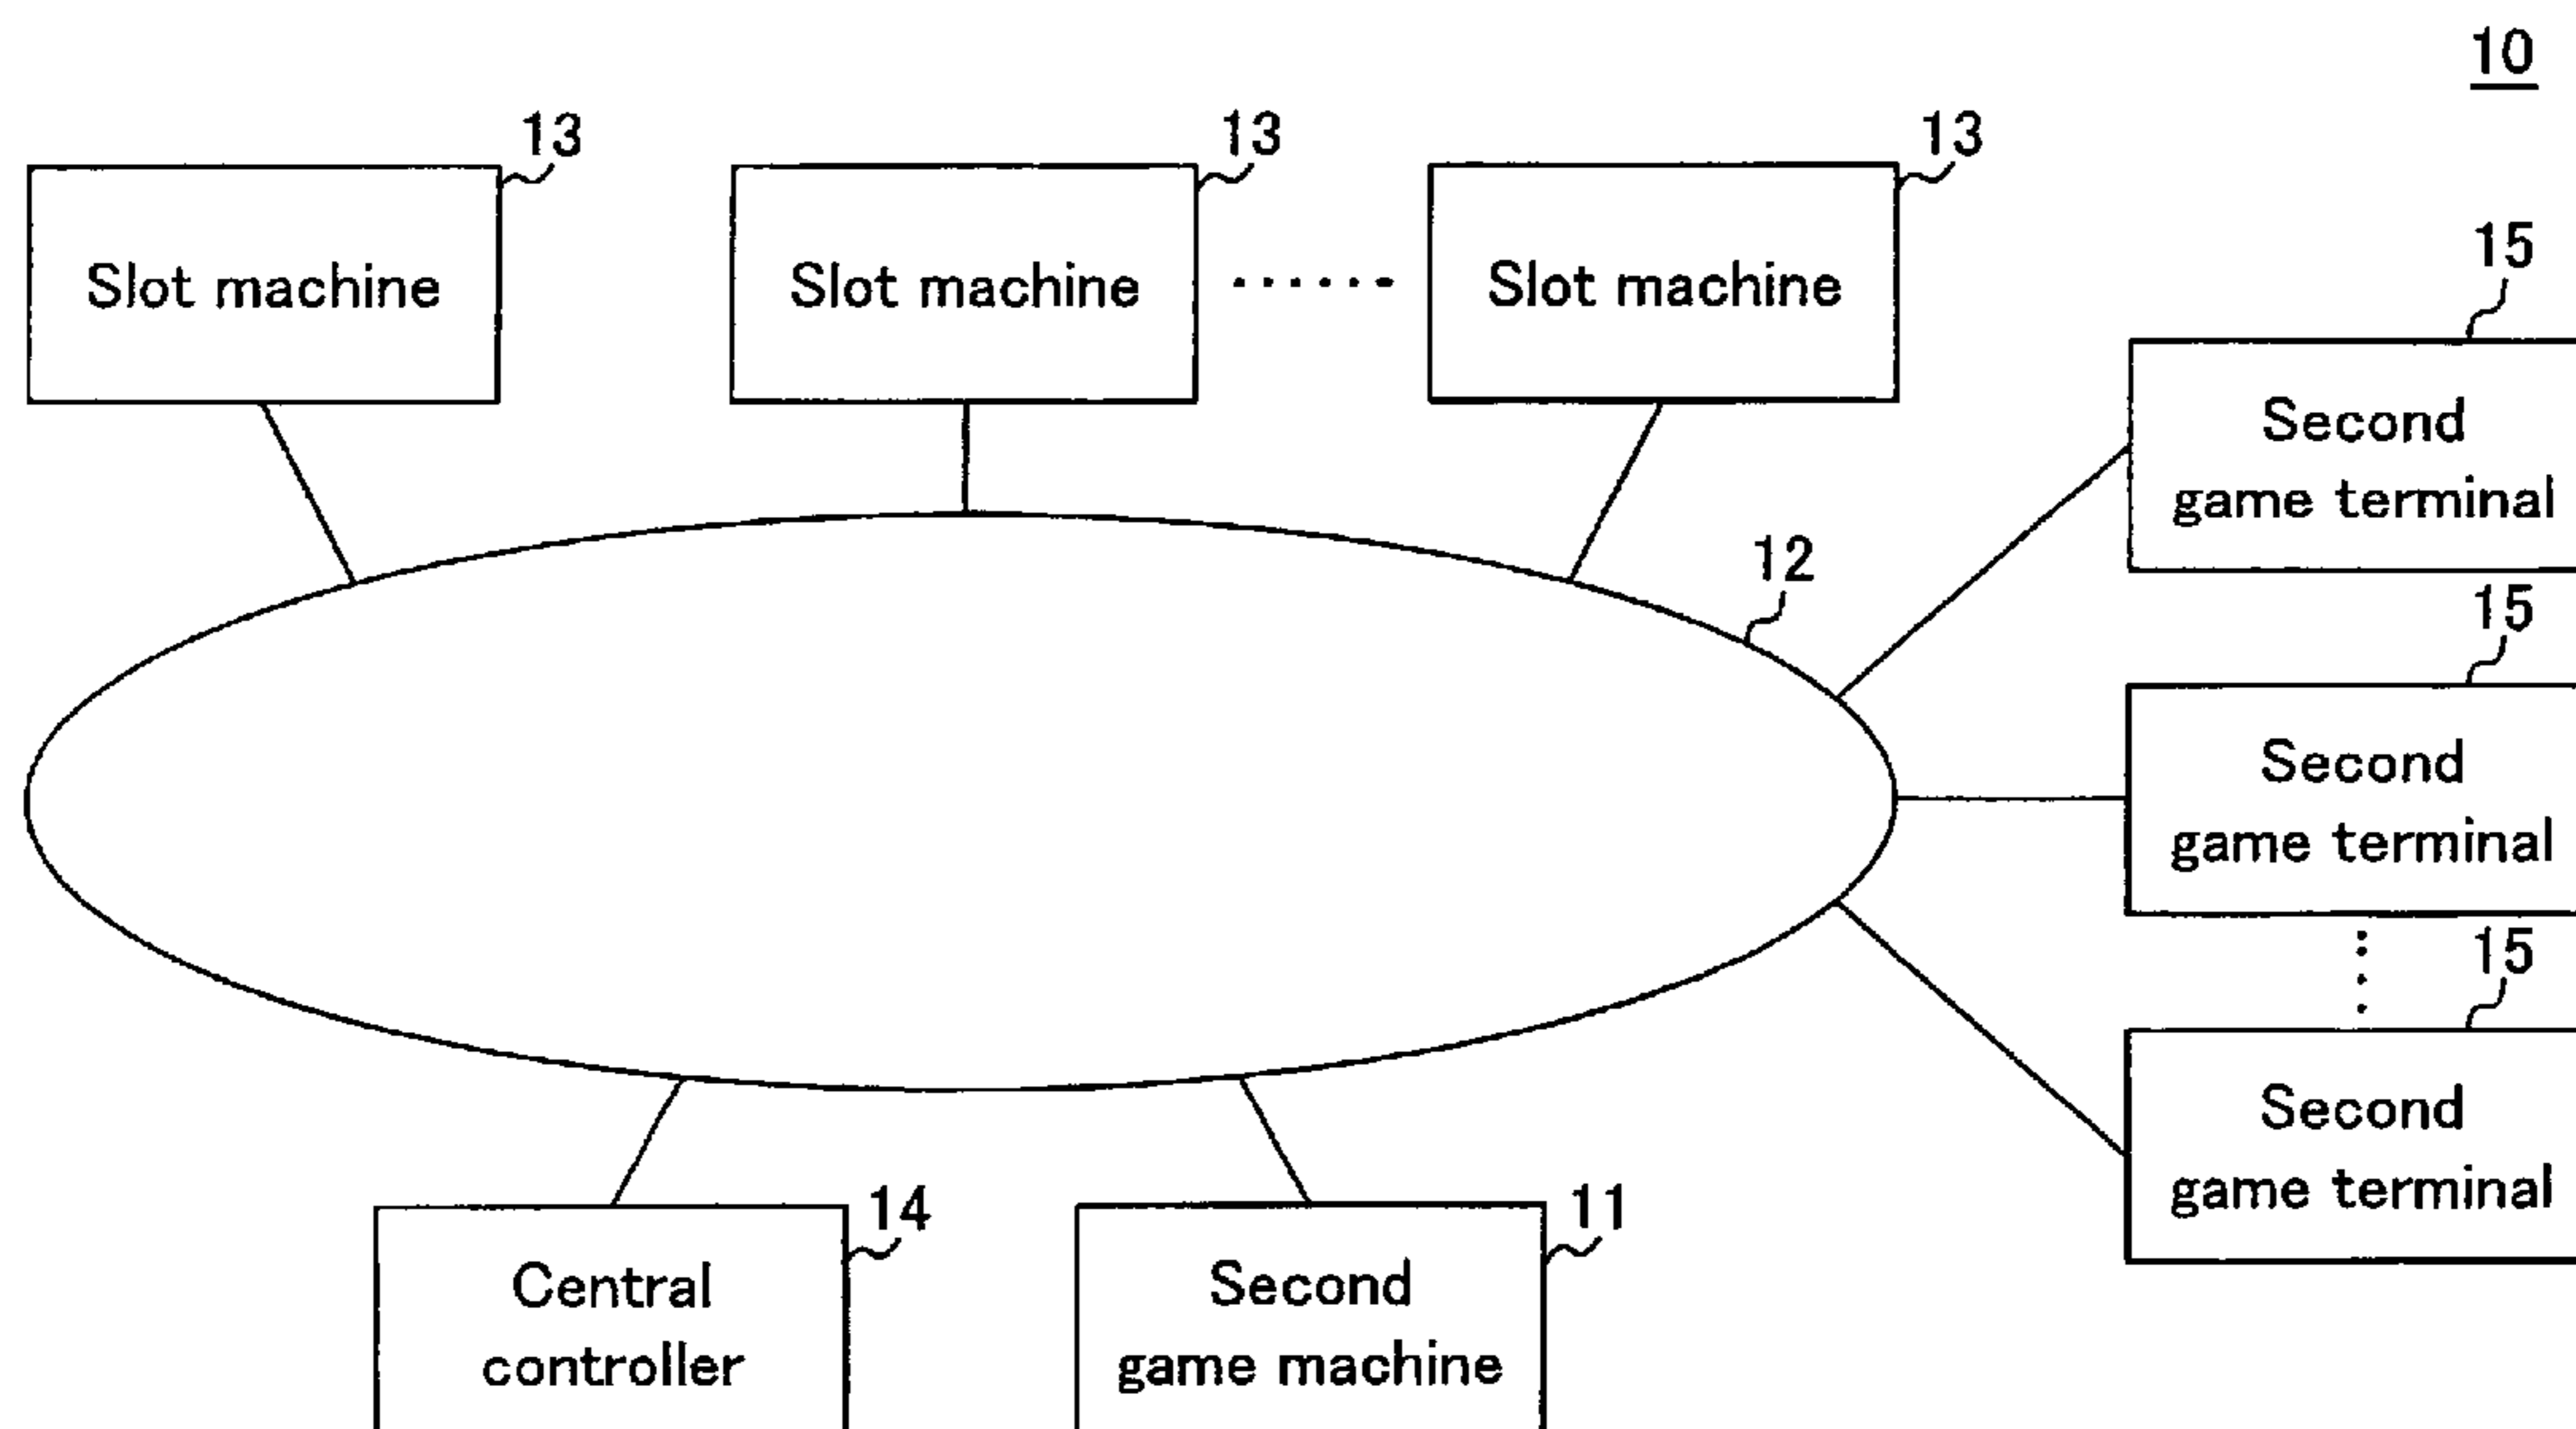 10
13
13
13
Slot machine
Slot machine
······
Slot machine
15
Second
game terminal
12
15
Second
game terminal
15
Second
game terminal
14
Central
controller
11
Second
game machine